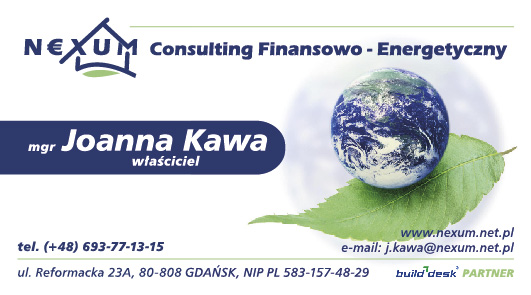 N€XUM
Consulting Finansowo - Energetyczny
mgr Joanna Kawa
właściciel
www.nexum.net.pl
tel. (+48) 693-77-13-15
e-mail: j.kawa@nexum.net.pl
ul. Reformacka 23A, 80-808 GDAŃSK, NIP PL 583-157-48-29
build desk PARTNER